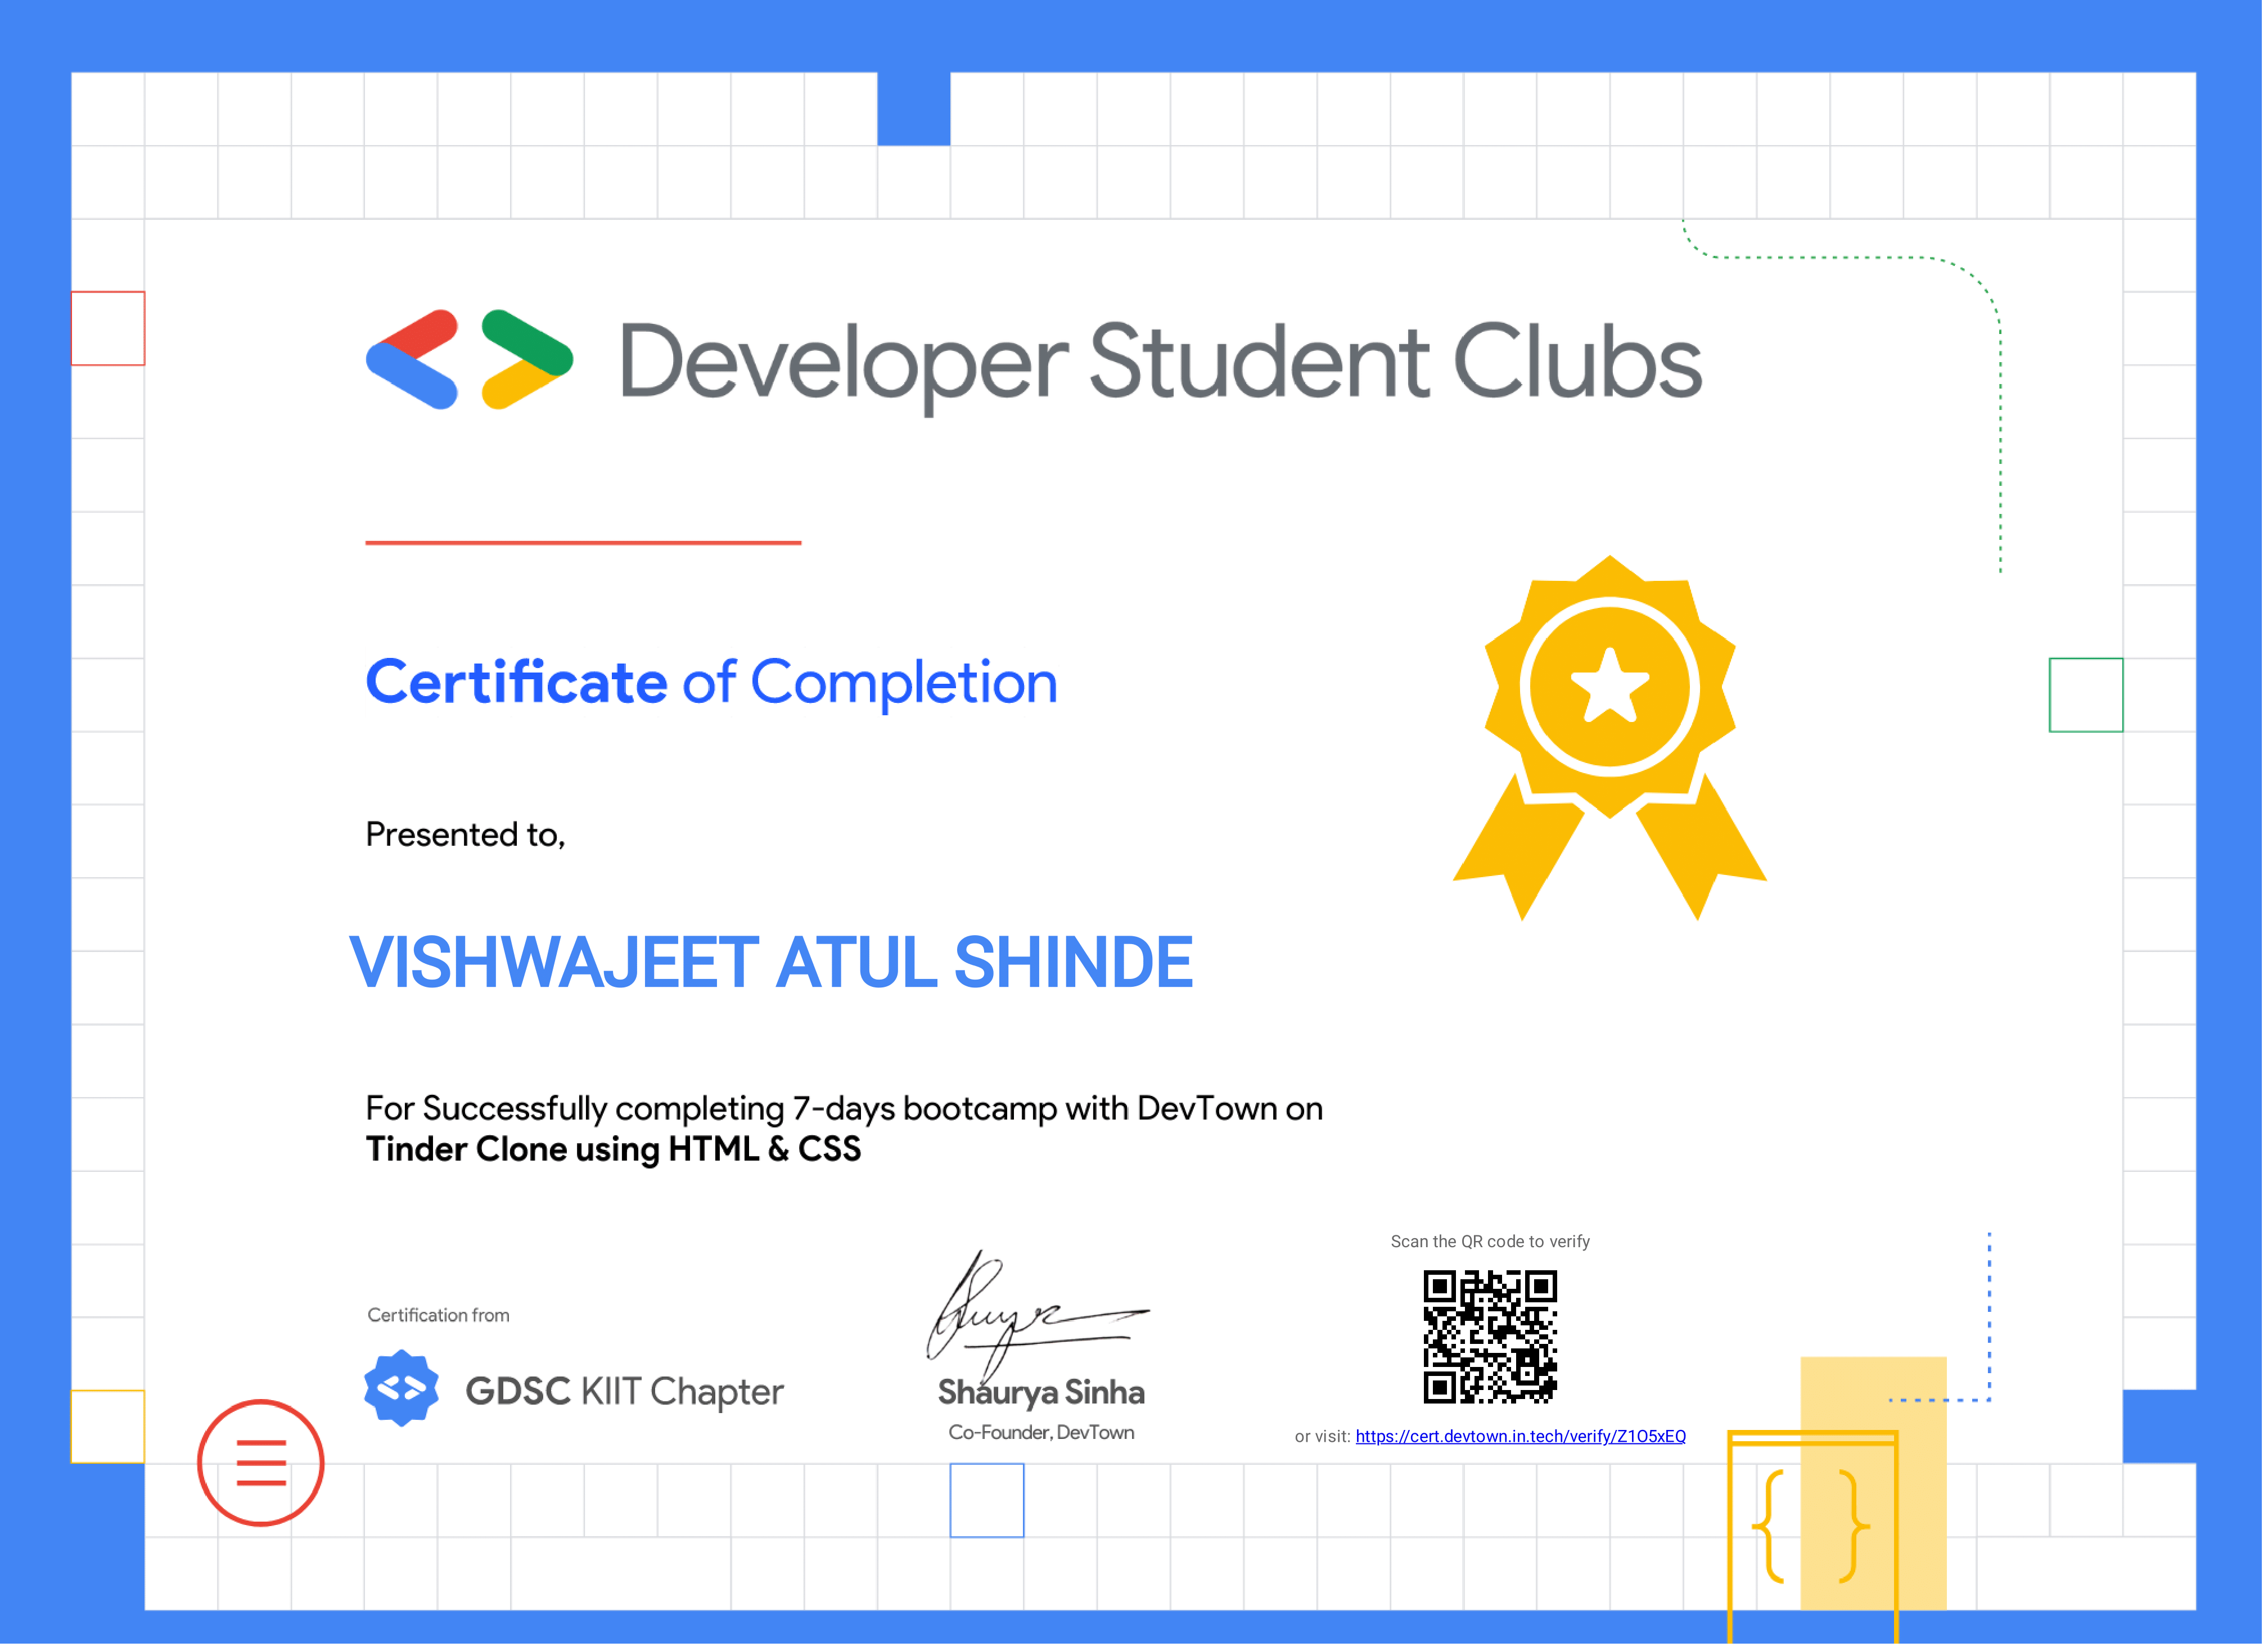 Developer Student Clubs
Certificate of Completion
Presented to,
VISHWAJEET ATUL SHINDE
For Successfully completing 7-days bootcamp with DevTown on
Tinder Clone using HTML & CSS
Certification from
GDSC KIIT Chapter
Shaurya Sinha
Co-Founder, DevTown
Scan the QR code to verify
or visit: https://cert.devtown.in.tech/verify/Z1O5xEQ
{ }